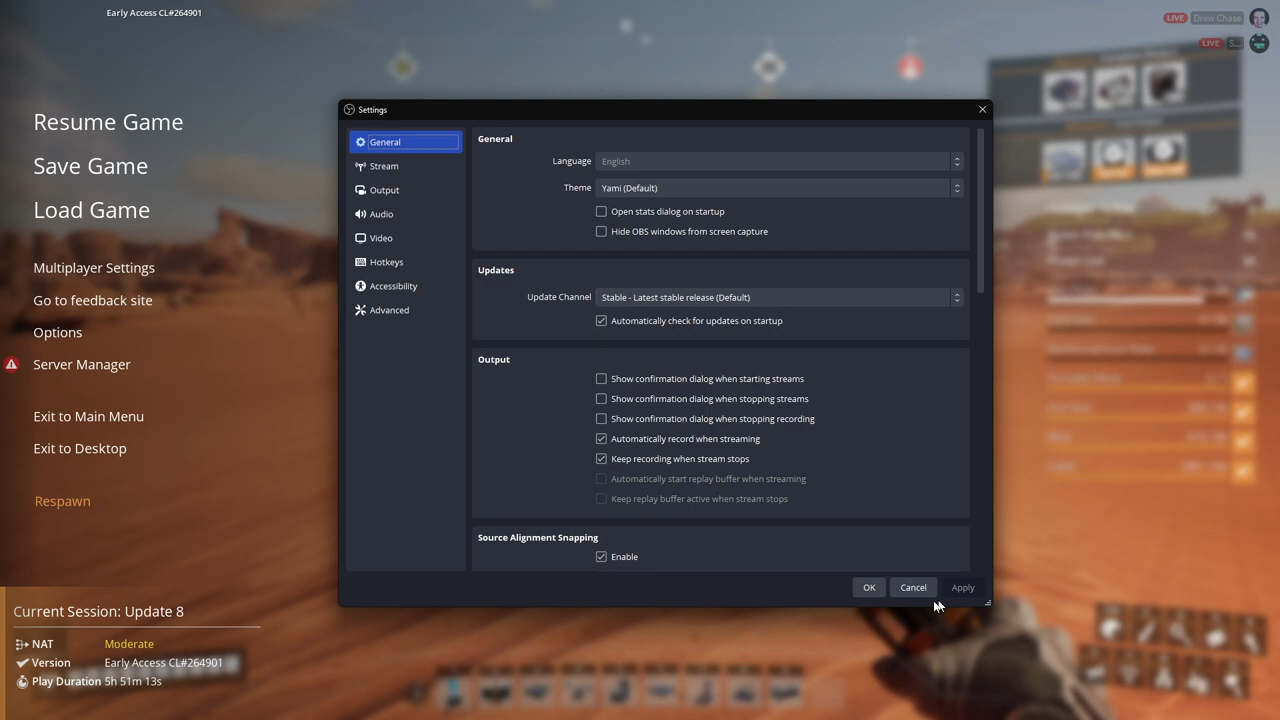 Early Access CL#264901
LIVE Drew Chase
LIVE S...
Resume Game
Save Game
Load Game
Multiplayer Settings
Go to feedback site
Options
Server Manager
Exit to Main Menu
Exit to Desktop
Respawn
Current Session: Update 8
NAT Moderate
Version Early Access CL#264901
Play Duration 5h 51m 13s
Settings
General
Stream
Output
Audio
Video
Hotkeys
Accessibility
Advanced
General
Language English
Theme Yami (Default)
Open stats dialog on startup
Hide OBS windows from screen capture
Updates
Update Channel Stable - Latest stable release (Default)
Automatically check for updates on startup
Output
Show confirmation dialog when starting streams
Show confirmation dialog when stopping streams
Show confirmation dialog when stopping recording
Automatically record when streaming
Keep recording when stream stops
Automatically start replay buffer when streaming
Keep replay buffer active when stream stops
Source Alignment Snapping
Enable
OK Cancel Apply